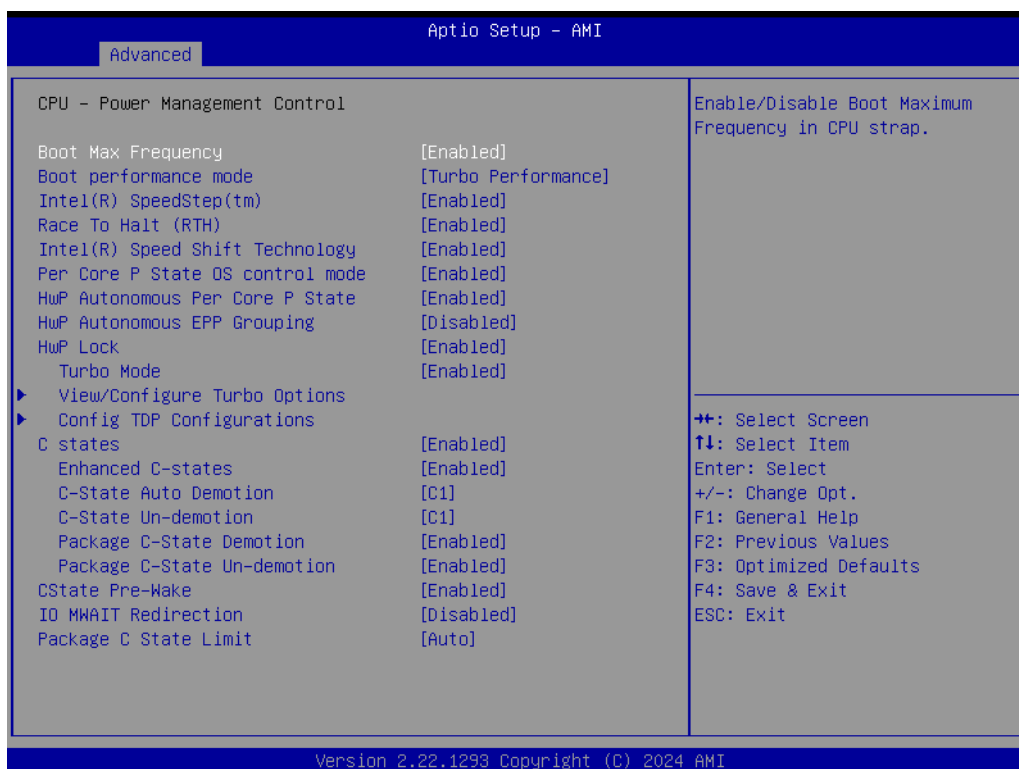 Aptio Setup – AMI
Advanced
CPU – Power Management Control
Boot Max Frequency [Enabled]
Boot performance mode [Turbo Performance]
Intel(R) SpeedStep(tm) [Enabled]
Race To Halt (RTH) [Enabled]
Intel(R) Speed Shift Technology [Enabled]
Per Core P State OS control mode [Enabled]
HwP Autonomous Per Core P State [Enabled]
HwP Autonomous EPP Grouping [Disabled]
HwP Lock [Enabled]
Turbo Mode [Enabled]
View/Configure Turbo Options
Config TDP Configurations
C states [Enabled]
Enhanced C-states [Enabled]
C-State Auto Demotion [C1]
C-State Un-demotion [C1]
Package C-State Demotion [Enabled]
Package C-State Un-demotion [Enabled]
CState Pre-Wake [Enabled]
IO MWAIT Redirection [Disabled]
Package C State Limit [Auto]
Enable/Disable Boot Maximum
Frequency in CPU strap.
→←: Select Screen
↑↓: Select Item
Enter: Select
+/-: Change Opt.
F1: General Help
F2: Previous Values
F3: Optimized Defaults
F4: Save & Exit
ESC: Exit
Version 2.22.1293 Copyright (C) 2024 AMI